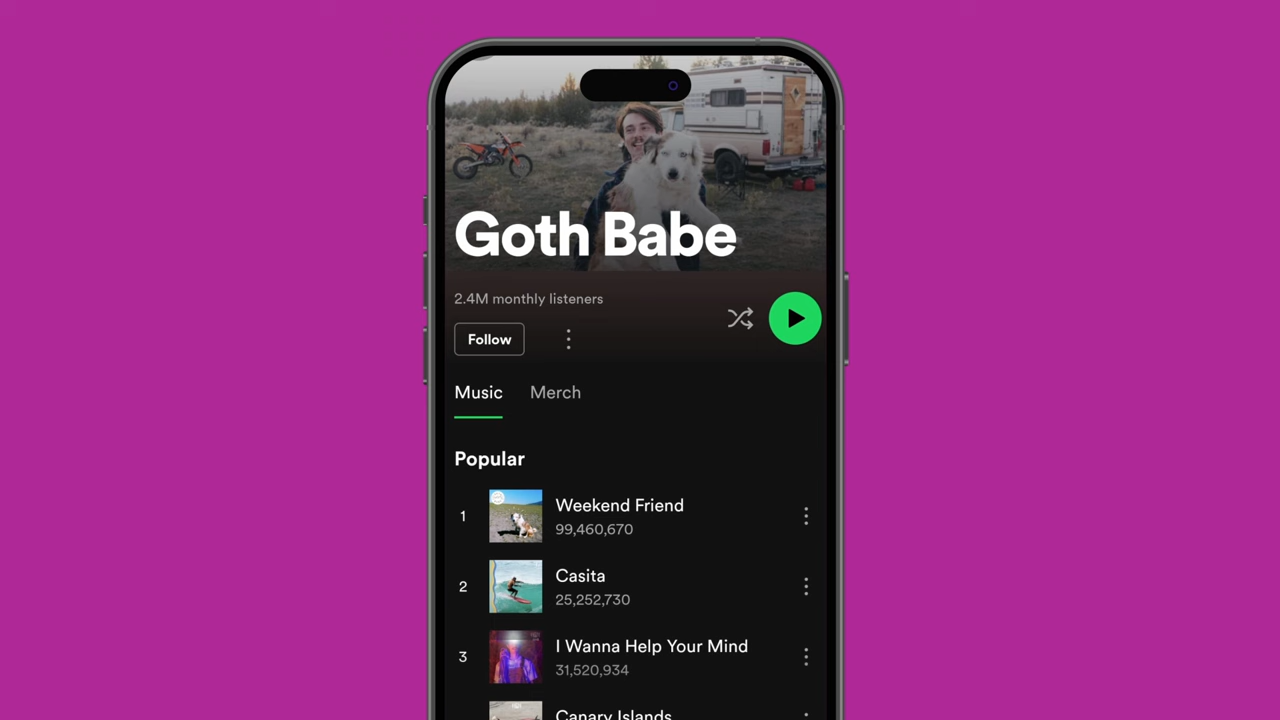 Goth Babe
2.4M monthly listeners
Follow
Music Merch
Popular
1 Weekend Friend
99,460,670
2 Casita
25,252,730
3 I Wanna Help Your Mind
31,520,934
Canary Islands